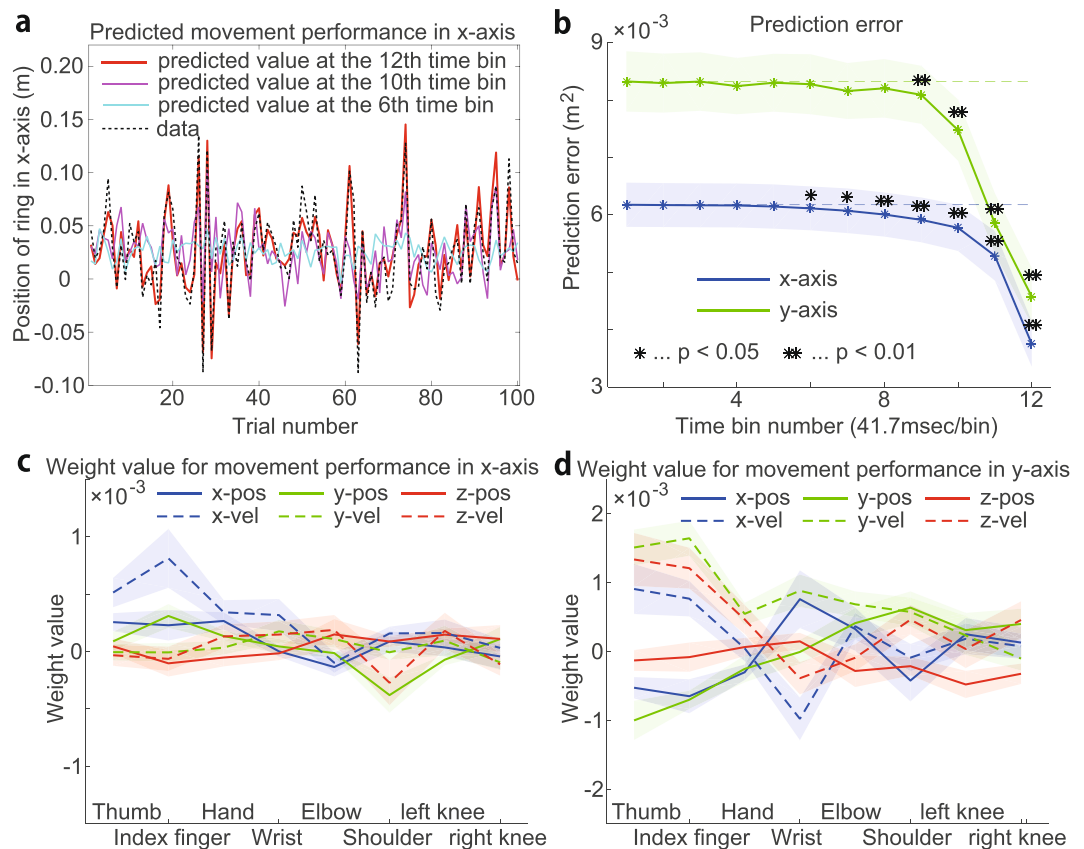 a
Predicted movement performance in x-axis
0.20
0.15
0.10
0.05
0
-0.05
-0.10
Position of ring in x-axis (m)
predicted value at the 12th time bin
predicted value at the 10th time bin
predicted value at the 6th time bin
data
0 20 40 60 80 100
Trial number
b
Prediction error
×10⁻³
9
6
3
Prediction error (m²)
x-axis
y-axis
* ... p < 0.05 ** ... p < 0.01
4 8 12
Time bin number (41.7msec/bin)
c
Weight value for movement performance in x-axis
×10⁻³
x-pos y-pos z-pos
x-vel y-vel z-vel
1
0
-1
Weight value
Thumb Hand Elbow left knee
Index finger Wrist Shoulder right knee
d
Weight value for movement performance in y-axis
×10⁻³
x-pos y-pos z-pos
x-vel y-vel z-vel
2
1
0
-1
-2
Weight value
Thumb Hand Elbow left knee
Index finger Wrist Shoulder right knee